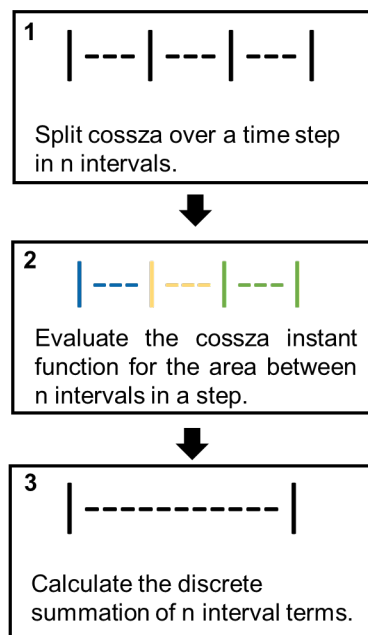 1
Split cossza over a time step
in n intervals.
2
Evaluate the cossza instant
function for the area between
n intervals in a step.
3
Calculate the discrete
summation of n interval terms.